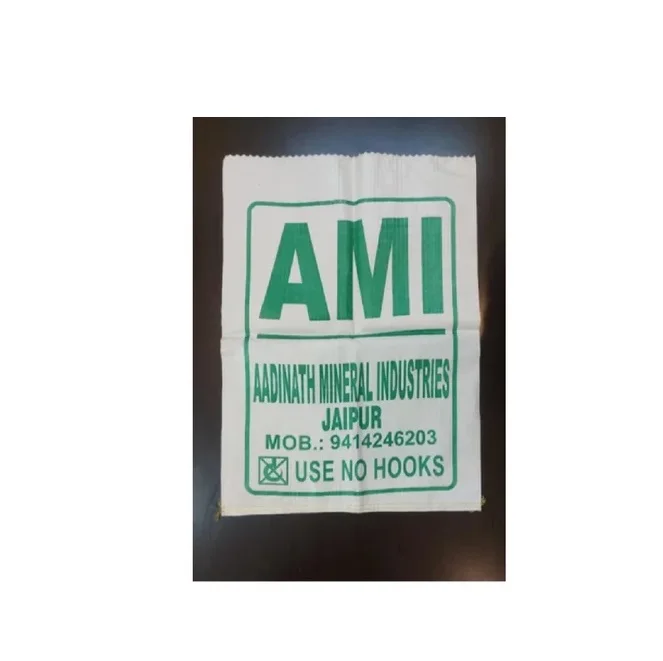 AMI
AADINATH MINERAL INDUSTRIES
JAIPUR
MOB.: 9414246203
USE NO HOOKS